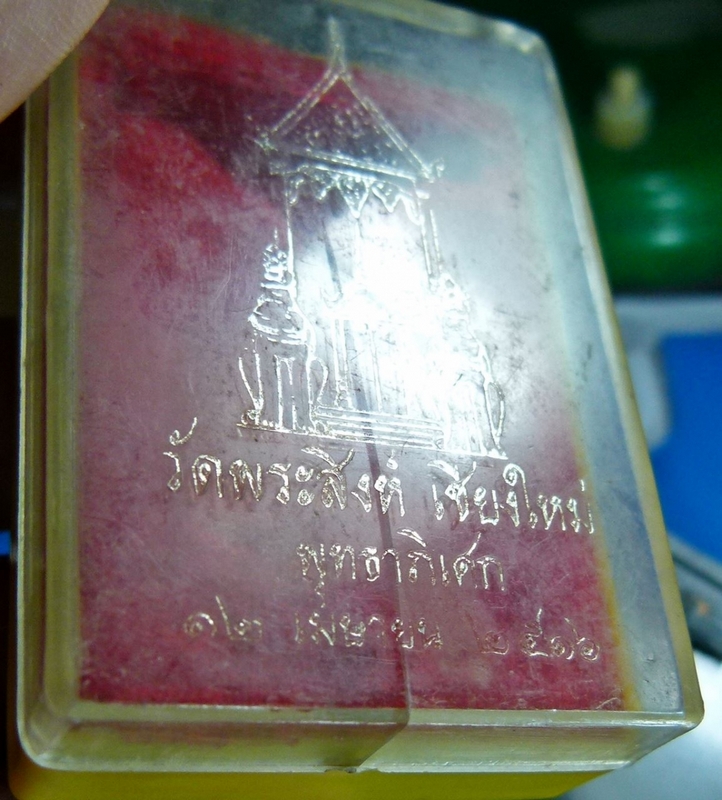 วัดพระสิงห์ เชียงใหม่
พุทธาภิเศก
๑๒ เมษายน ๒๕๑๖